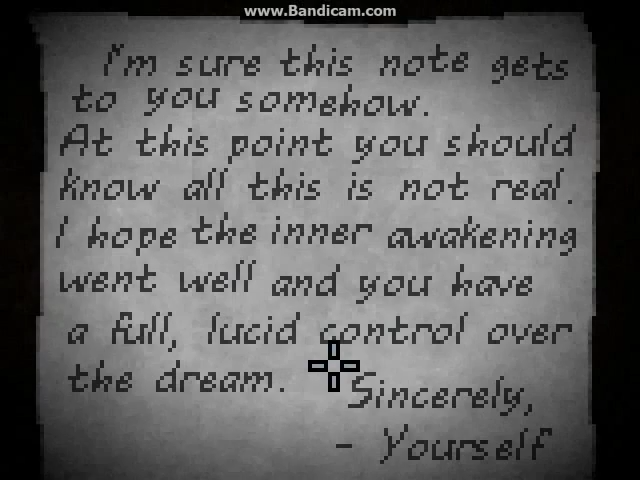 www.Bandicam.com
I'm sure this note gets
to you somehow.
At this point you should
know all this is not real.
I hope the inner awakening
went well and you have
a full, lucid control over
the dream.
Sincerely,
- Yourself